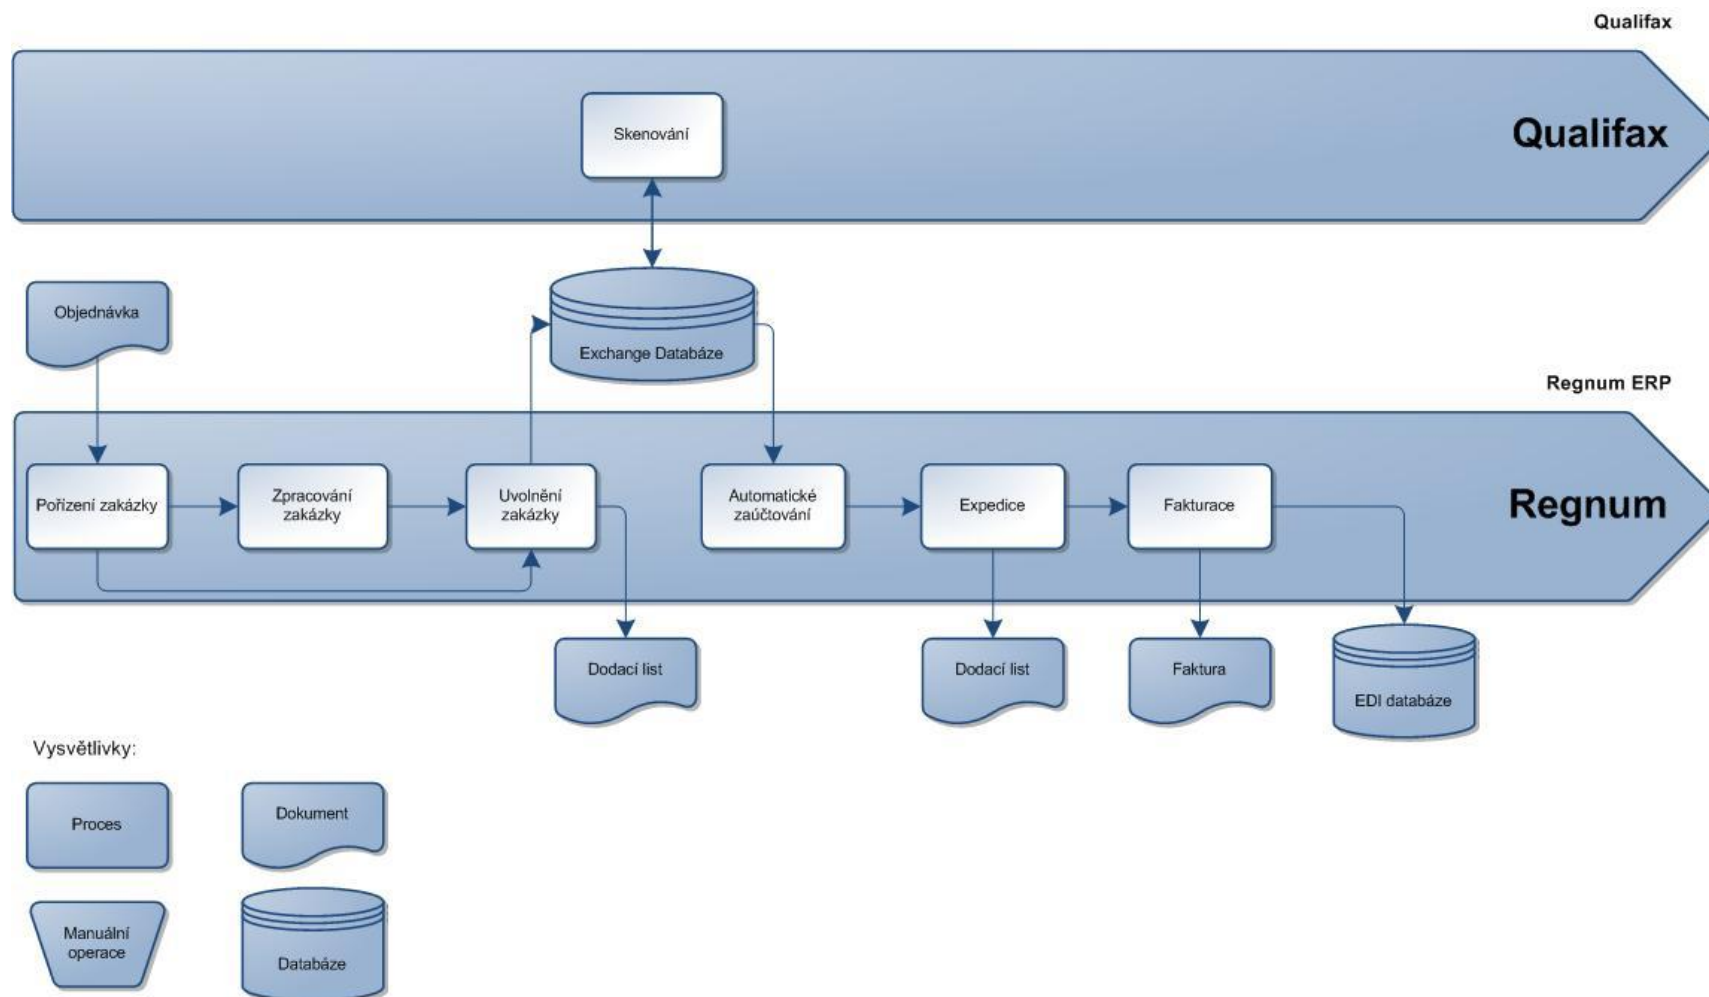 Qualifax
Qualifax
Skenování
Objednávka
Exchange Databáze
Regnum ERP
Pořízení zakázky
Zpracování
zakázky
Uvolnění
zakázky
Automatické
zaúčtování
Expedice
Fakturace
Regnum
Dodací list
Dodací list
Faktura
EDI databáze
Vysvětlivky:
Proces
Dokument
Manuální
operace
Databáze